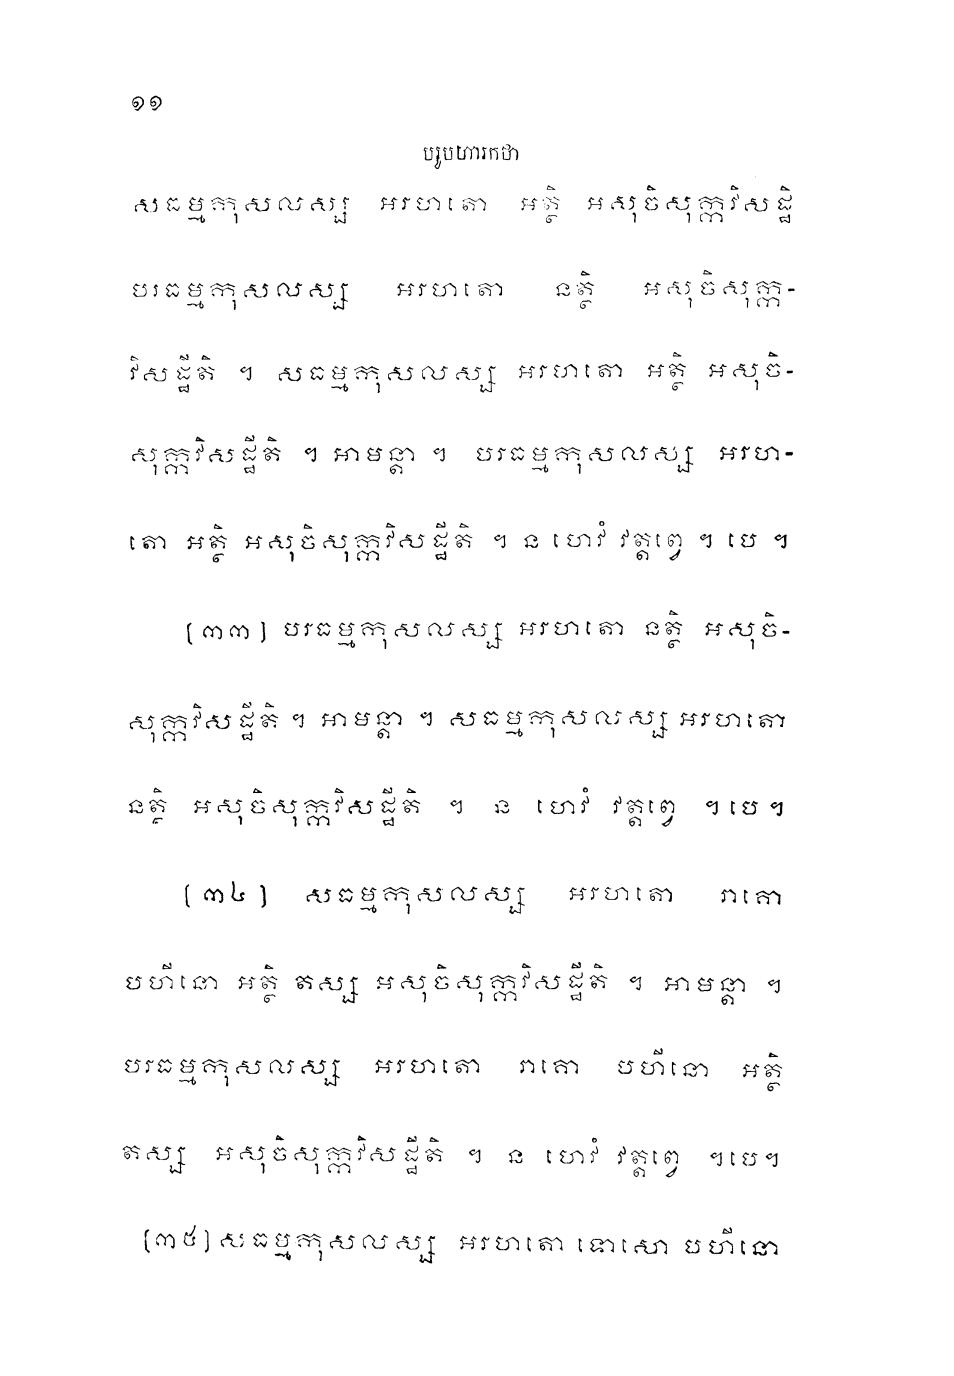 ១១
បរូបហារកថា
សធម្មកុសលស្ស អរហតោ អត្ថិ អសុចិសុក្កវិសដ្ឋិ
បរធម្មកុសលស្ស អរហតោ នត្ថិ អសុចិសុក្ក-
វិសដ្ឋីតិ ។ សធម្មកុសលស្ស អរហតោ អត្ថិ អសុចិ-
សុក្កវិសដ្ឋីតិ ។ អាមន្តា ។ បរធម្មកុសលស្ស អរហ-
តោ អត្ថិ អសុចិសុក្កវិសដ្ឋីតិ ។ ន ហេវំ វត្តព្វេ ។ បេ ។
(៣៣) បរធម្មកុសលស្ស អរហតោ នត្ថិ អសុចិ-
សុក្កវិសដ្ឋីតិ ។ អាមន្តា ។ សធម្មកុសលស្ស អរហតោ
នត្ថិ អសុចិសុក្កវិសដ្ឋីតិ ។ ន ហេវំ វត្តព្វេ ។បេ។
(៣៤) សធម្មកុសលស្ស អរហតោ រាគោ
បហីនោ អត្ថិ តស្ស អសុចិសុក្កវិសដ្ឋីតិ ។ អាមន្តា ។
បរធម្មកុសលស្ស អរហតោ រាគោ បហីនោ អត្ថិ
តស្ស អសុចិសុក្កវិសដ្ឋីតិ ។ ន ហេវំ វត្តព្វេ ។បេ។
(៣៥) សធម្មកុសលស្ស អរហតោ ទោសោ បហីនោ